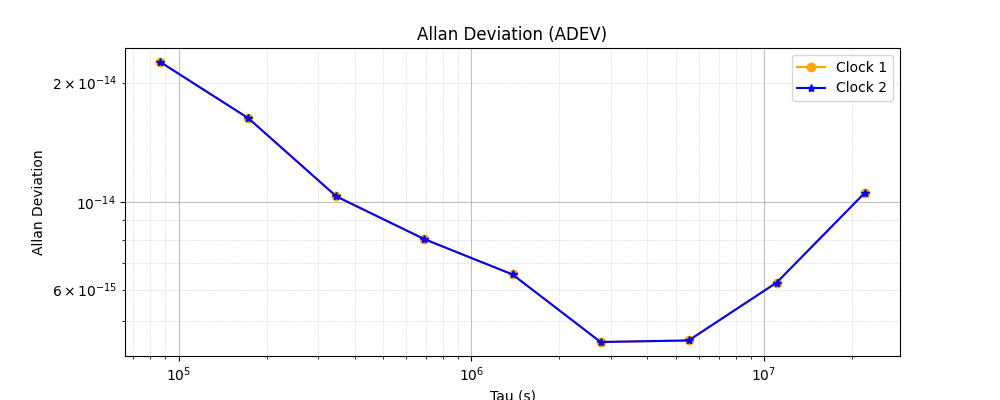 Allan Deviation (ADEV)
Clock 1
Clock 2
Allan Deviation
2 × 10⁻¹⁴
10⁻¹⁴
6 × 10⁻¹⁵
10⁵
10⁶
10⁷
Tau (s)